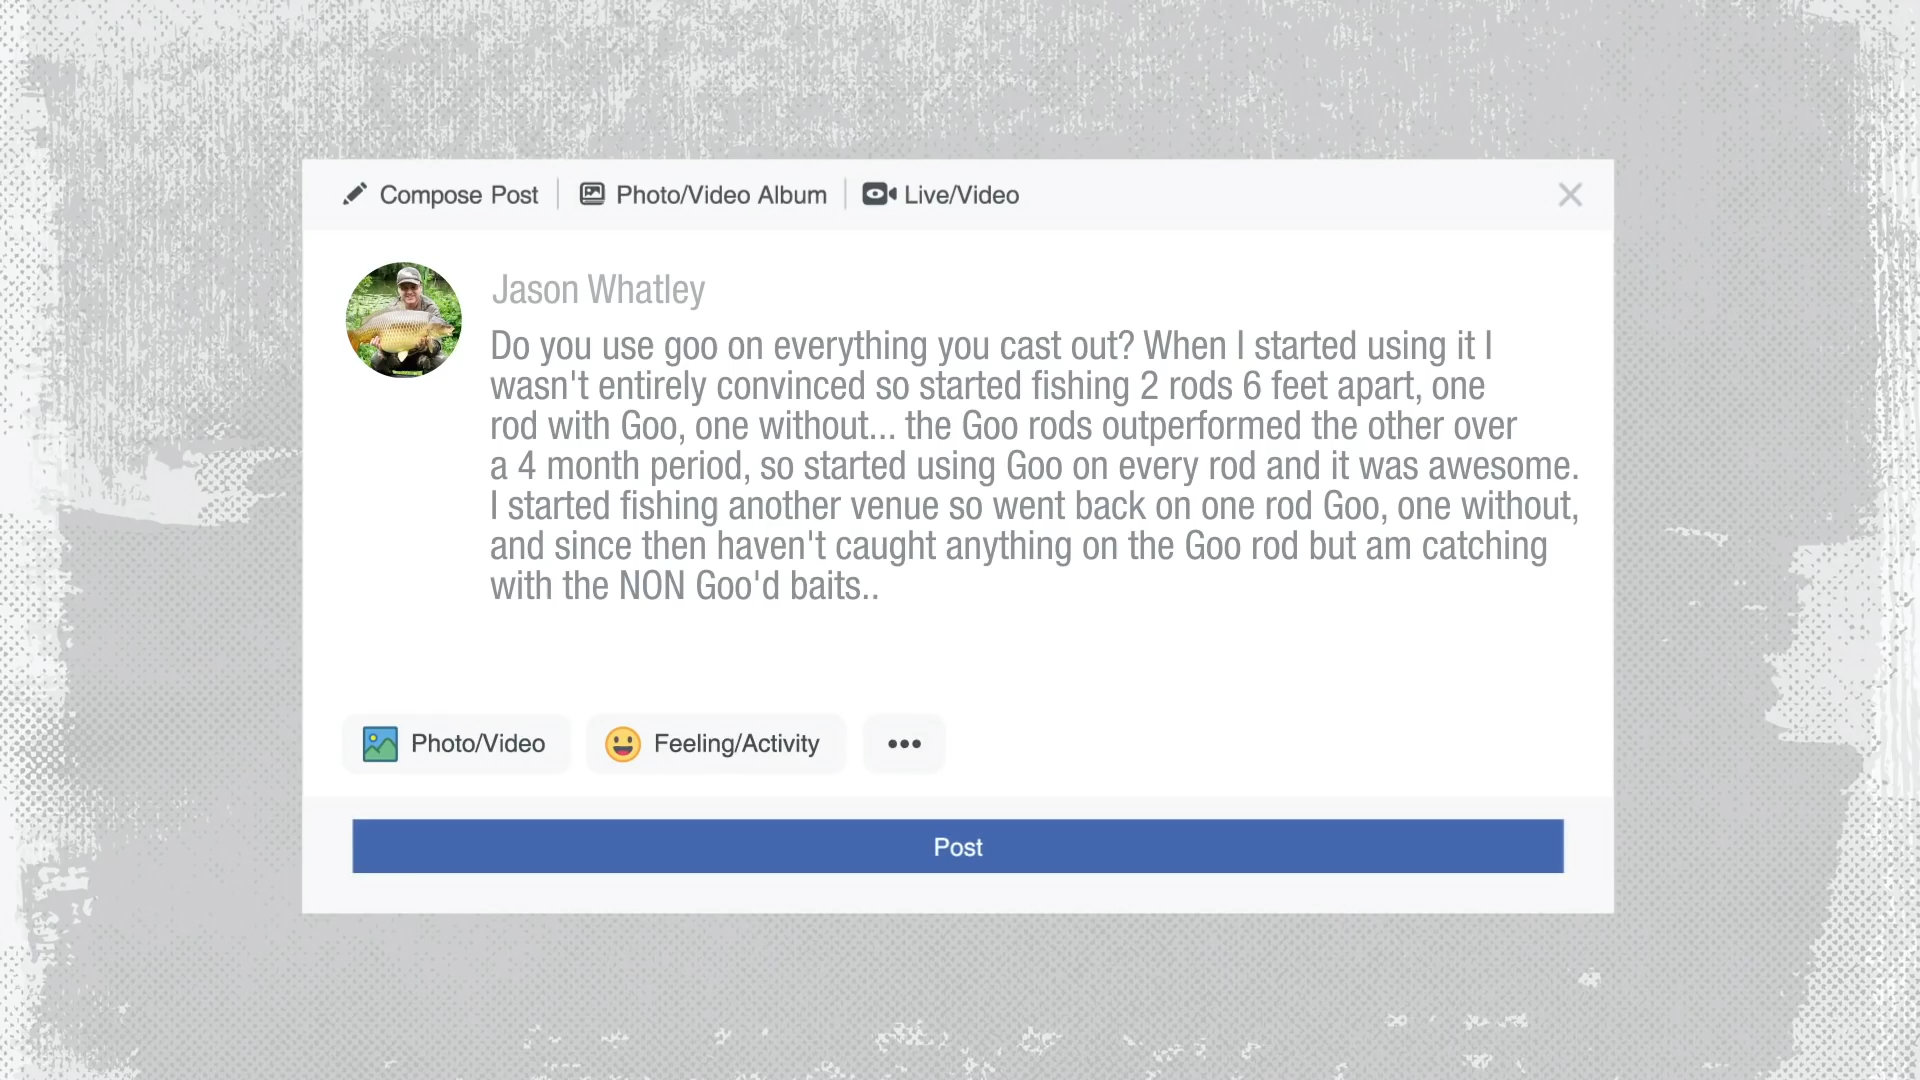 Compose Post
Photo/Video Album
Live/Video
Jason Whatley
Do you use goo on everything you cast out? When I started using it I
wasn't entirely convinced so started fishing 2 rods 6 feet apart, one
rod with Goo, one without... the Goo rods outperformed the other over
a 4 month period, so started using Goo on every rod and it was awesome.
I started fishing another venue so went back on one rod Goo, one without,
and since then haven't caught anything on the Goo rod but am catching
with the NON Goo'd baits..
Photo/Video
Feeling/Activity
Post